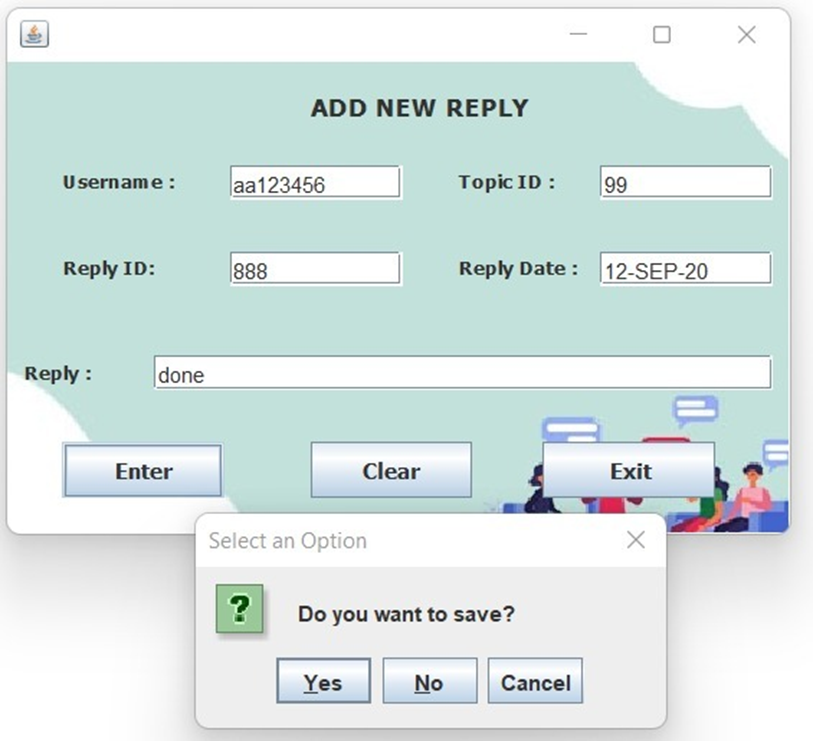 ADD NEW REPLY
Username : aa123456 Topic ID : 99
Reply ID: 888 Reply Date : 12-SEP-20
Reply : done
Enter Clear Exit
Select an Option
? Do you want to save?
Yes No Cancel